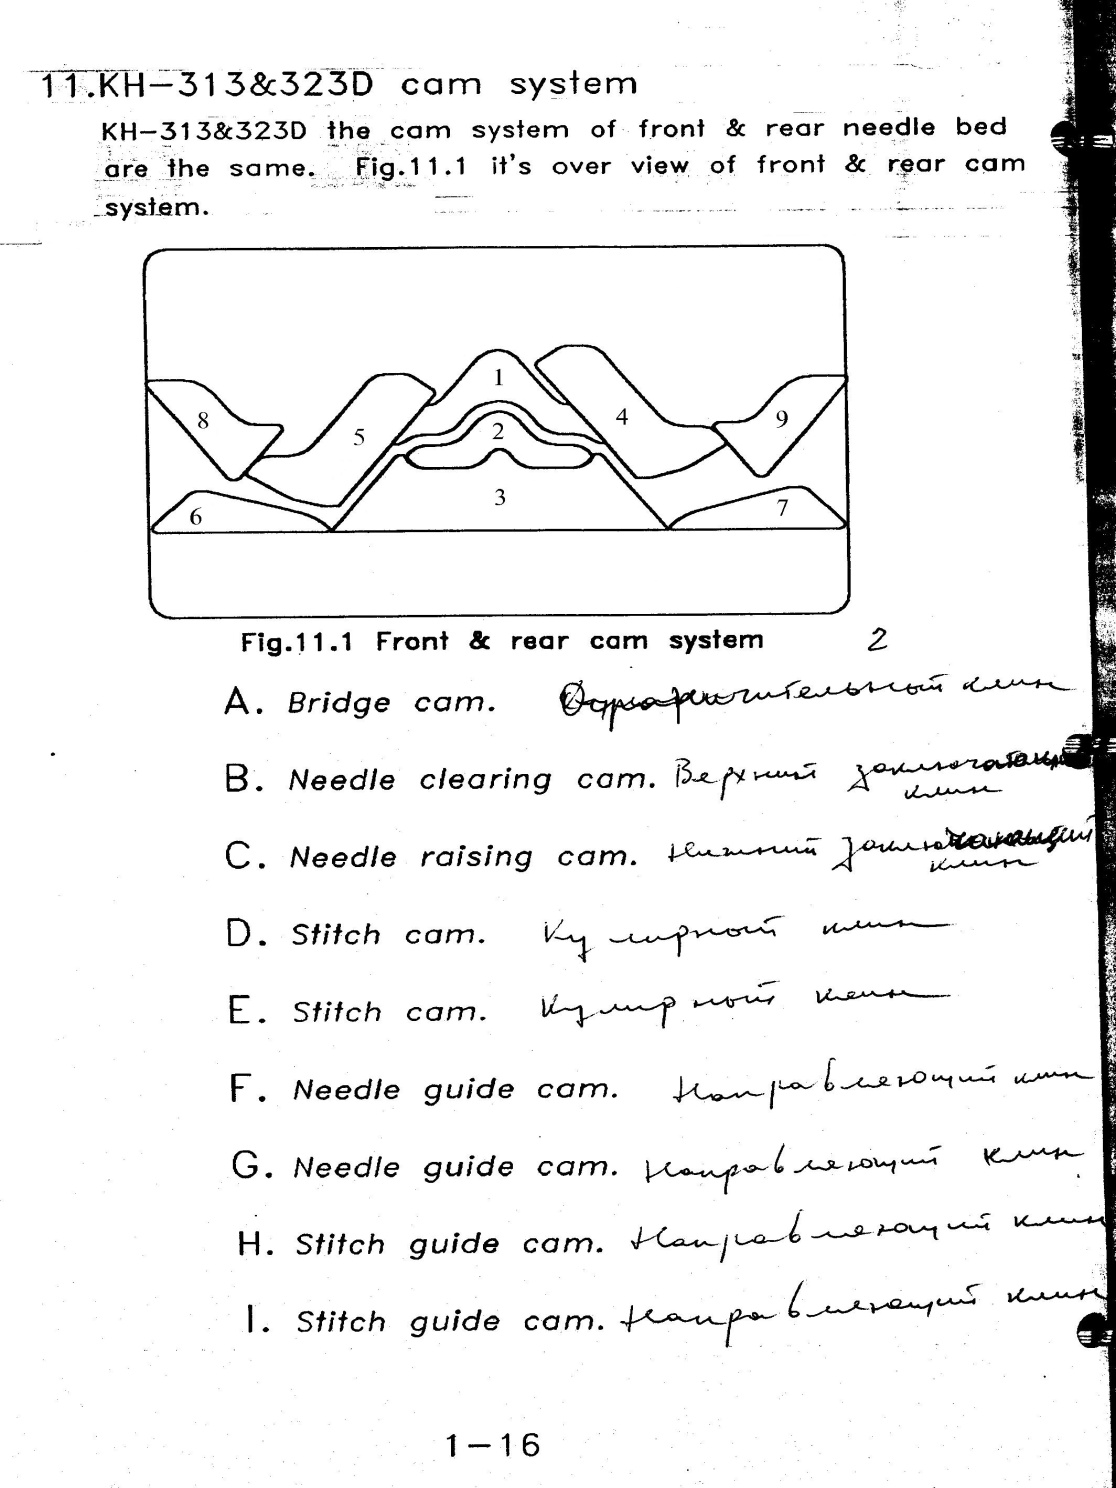 11.KH-313&323D cam system
KH-313&323D the cam system of front & rear needle bed
are the same. Fig.11.1 it's over view of front & rear cam
system.
1
4
9
8
5
2
3
6
7
Fig.11.1 Front & rear cam system
2
A. Bridge cam. Ограничительный клин
B. Needle clearing cam. Верхний заключающий
клин
C. Needle raising cam. Нижний заключающий
клин
D. Stitch cam. Кулирный клин
E. Stitch cam. Кулирный клин
F. Needle guide cam. Направляющий клин
G. Needle guide cam. Направляющий клин
H. Stitch guide cam. Направляющий клин
I. Stitch guide cam. Направляющий клин
1-16